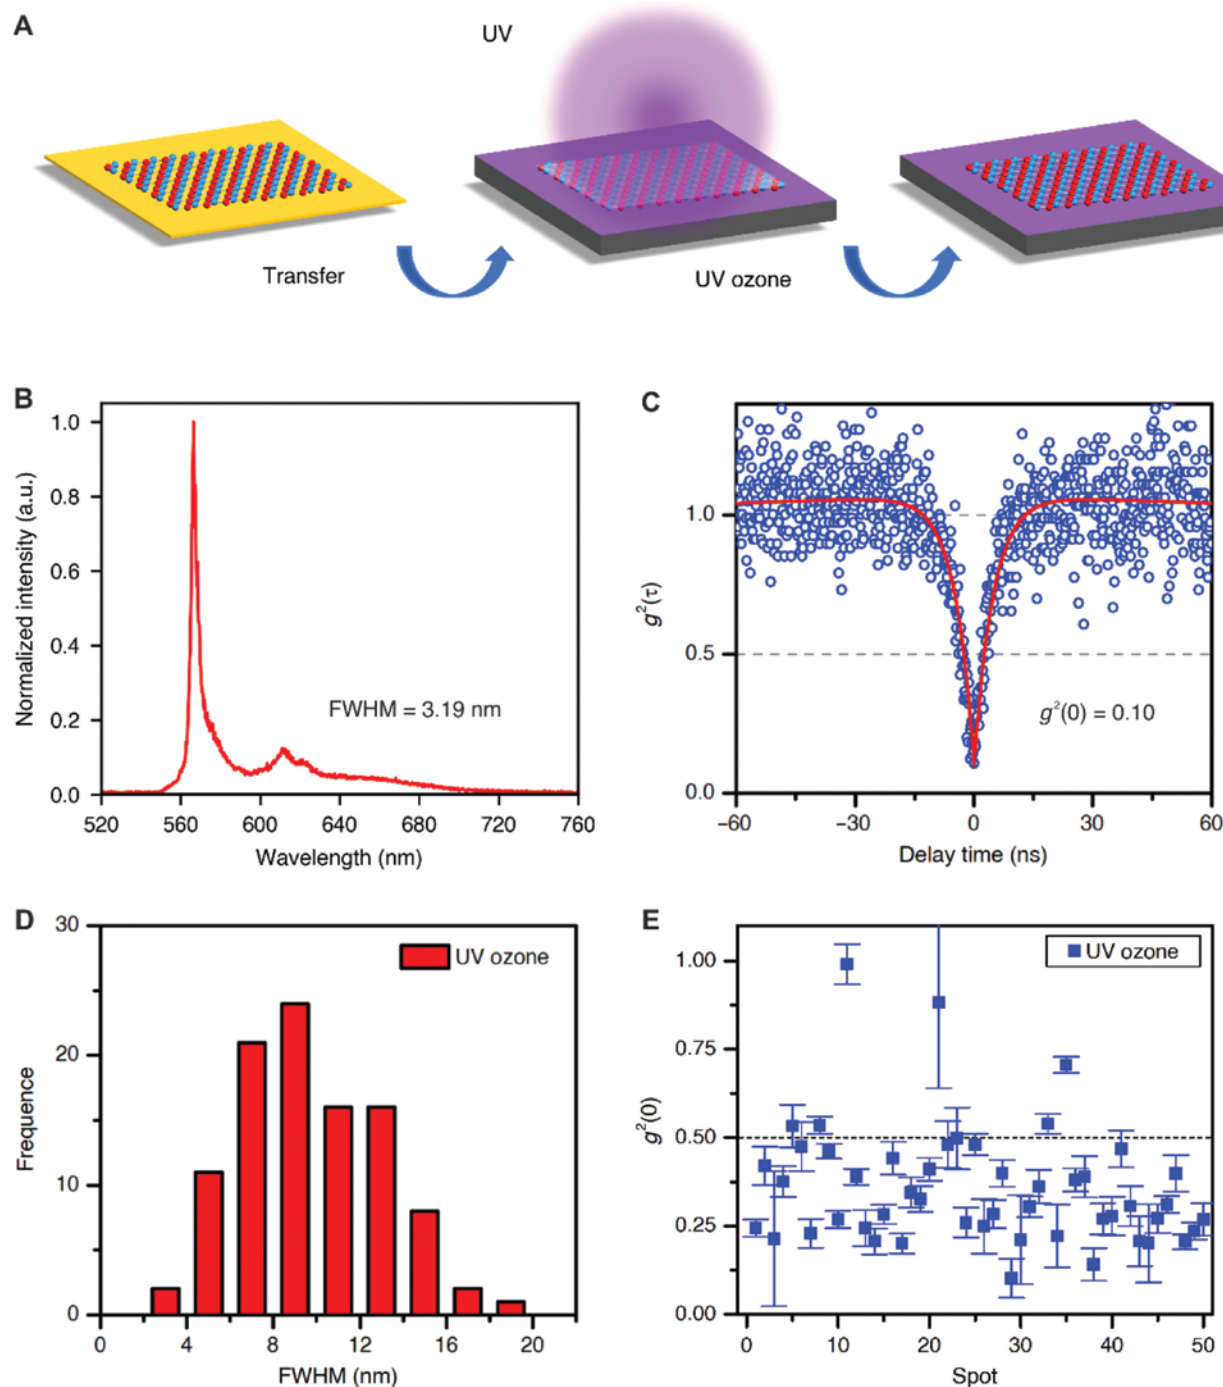 A
UV
Transfer
UV ozone
B
Normalized intensity (a.u.)
1.0
0.8
0.6
0.4
0.2
0.0
FWHM = 3.19 nm
520 560 600 640 680 720 760
Wavelength (nm)
C
g²(τ)
1.0
0.5
0.0
g²(0) = 0.10
−60 −30 0 30 60
Delay time (ns)
D
Frequence
30
20
10
0
UV ozone
0 4 8 12 16 20
FWHM (nm)
E
g²(0)
1.00
0.75
0.50
0.25
0.00
UV ozone
0 10 20 30 40 50
Spot